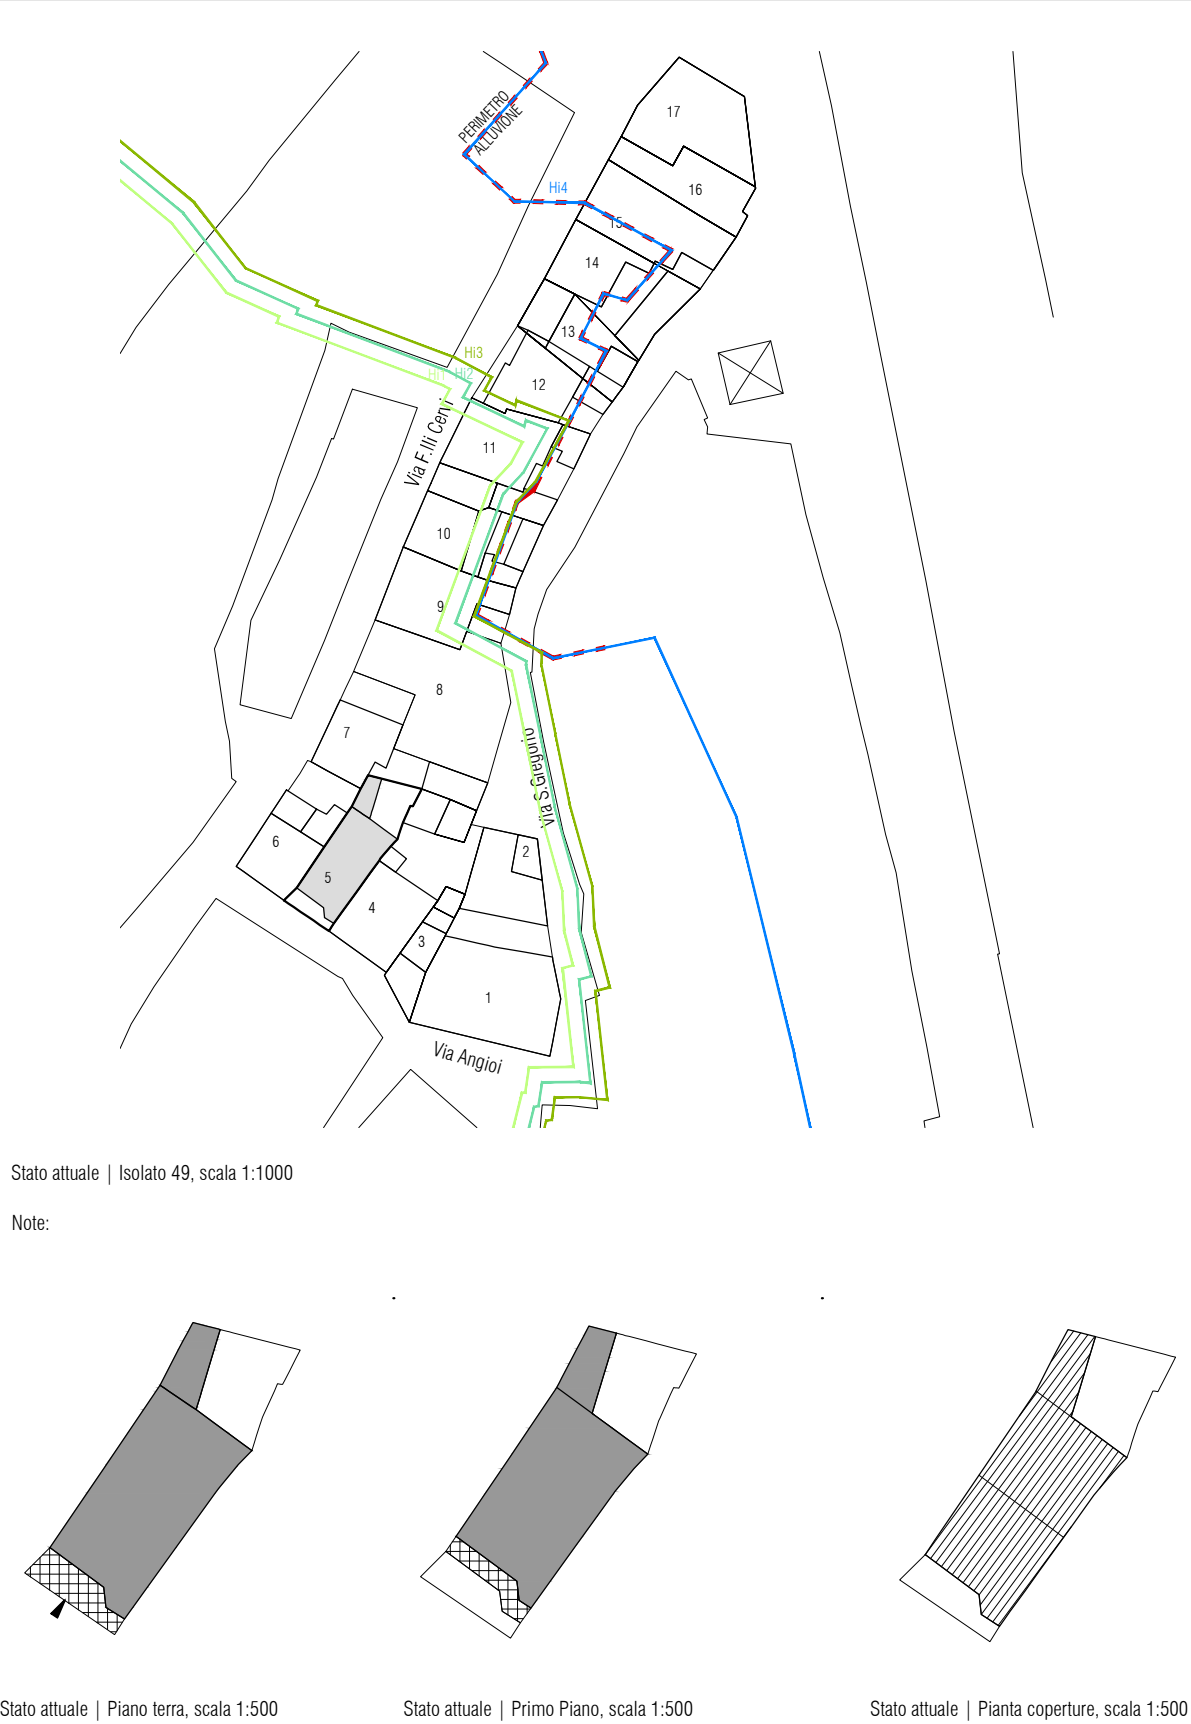 17
PERIMETRO
ALLUVIONE
Hi4
16
15
14
13
Hi3
Hi1
Hi2
12
Via F.lli Cervi
11
10
9
8
7
Via S.Gregorio
6
2
5
4
3
1
Via Angioi
Stato attuale | Isolato 49, scala 1:1000
Note:
Stato attuale | Piano terra, scala 1:500
Stato attuale | Primo Piano, scala 1:500
Stato attuale | Pianta coperture, scala 1:500